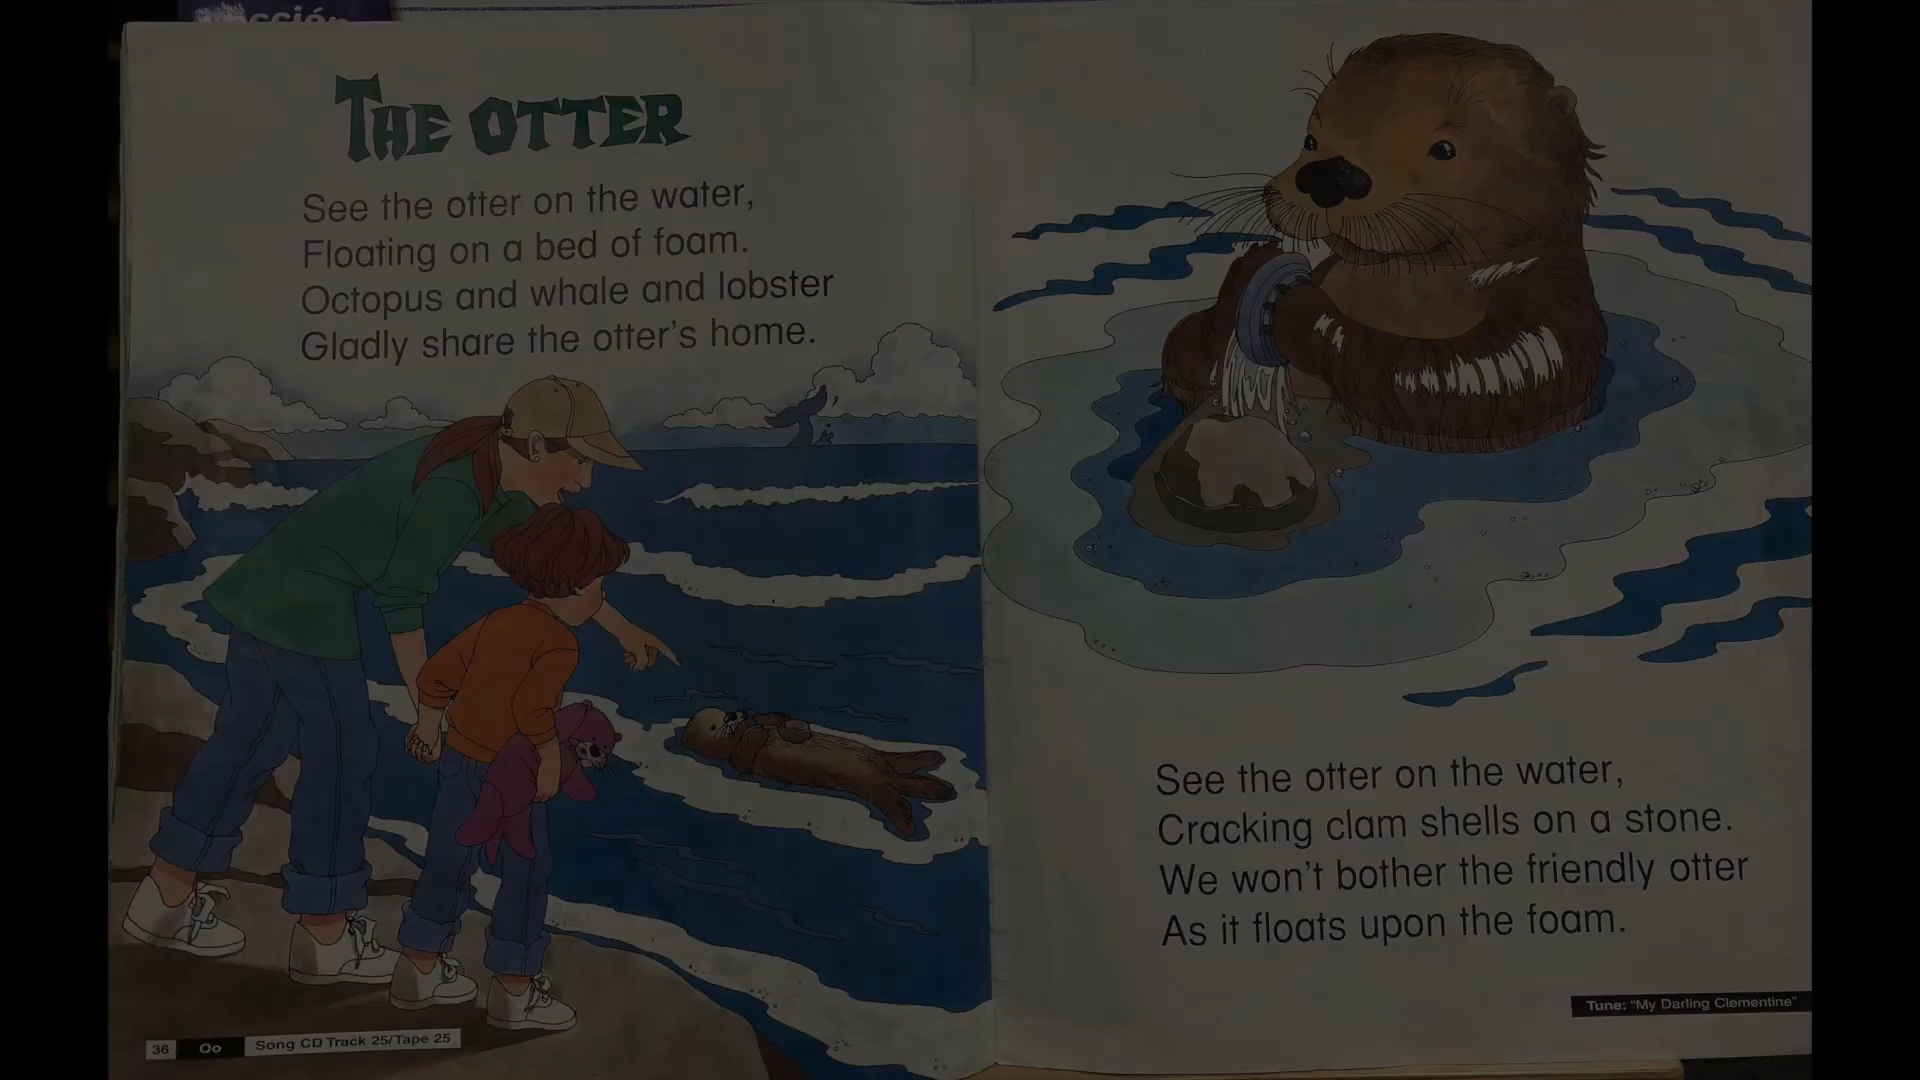 cción
THE OTTER
See the otter on the water,
Floating on a bed of foam.
Octopus and whale and lobster
Gladly share the otter's home.
See the otter on the water,
Cracking clam shells on a stone.
We won't bother the friendly otter
As it floats upon the foam.
Tune: "My Darling Clementine"
36 Oo Song CD Track 25/Tape 25